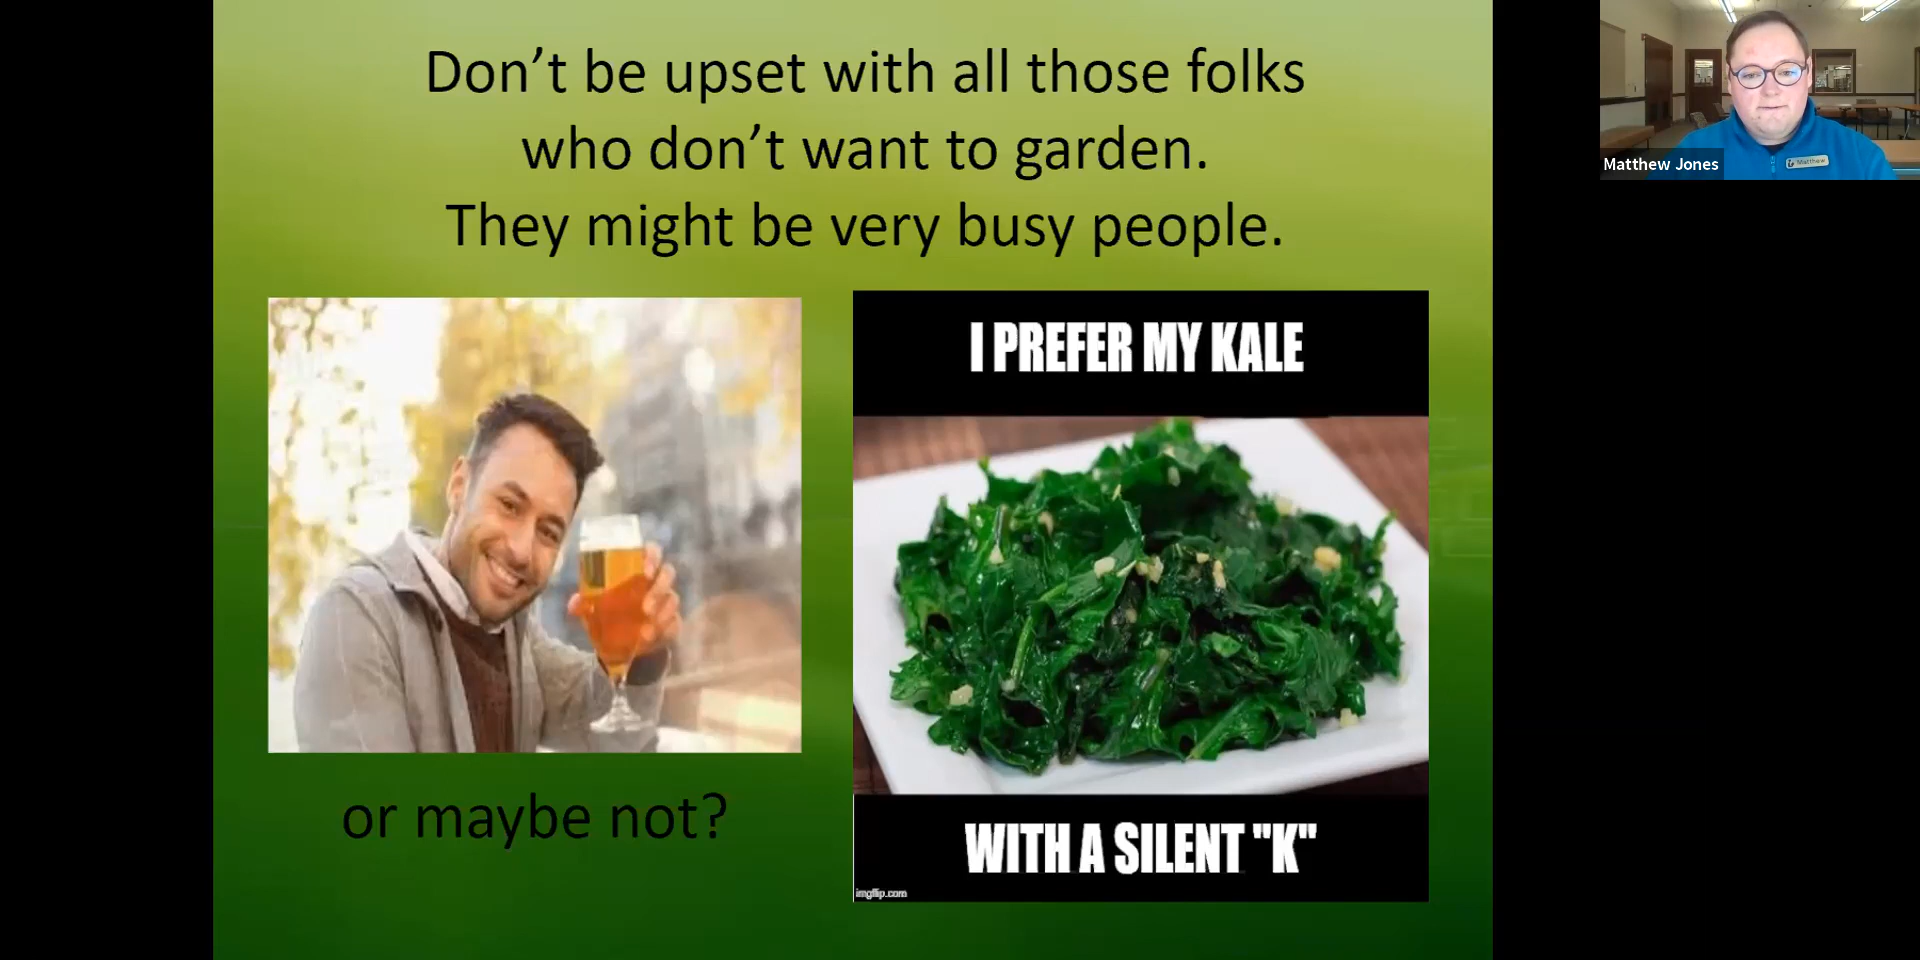 Don’t be upset with all those folks
who don’t want to garden.
They might be very busy people.
I PREFER MY KALE
WITH A SILENT "K"
imgflip.com
or maybe not?
Matthew Jones
Matthew